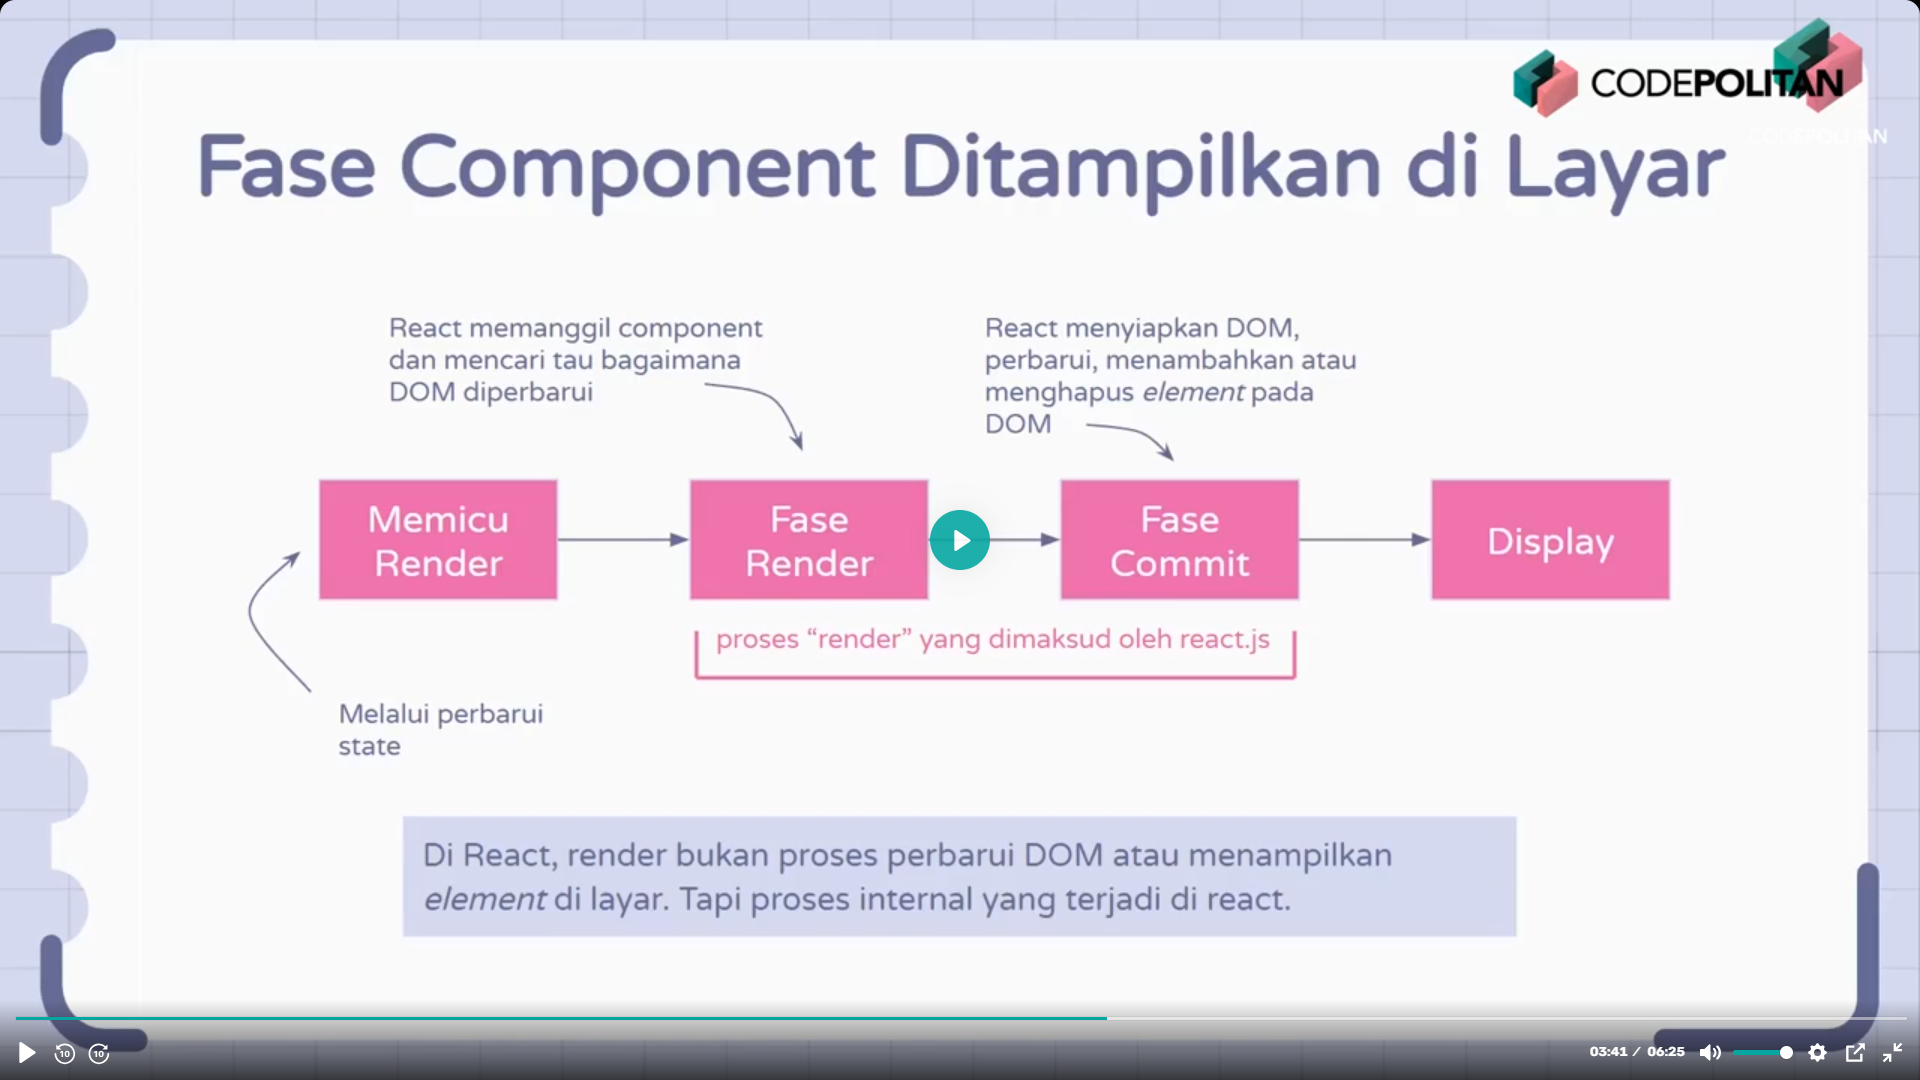 CODEPOLITAN
CODEPOLITAN
Fase Component Ditampilkan di Layar
React memanggil component
dan mencari tau bagaimana
DOM diperbarui
React menyiapkan DOM,
perbarui, menambahkan atau
menghapus element pada
DOM
Memicu
Render
Fase
Render
Fase
Commit
Display
proses “render” yang dimaksud oleh react.js
Melalui perbarui
state
Di React, render bukan proses perbarui DOM atau menampilkan
element di layar. Tapi proses internal yang terjadi di react.
10
10
03:41 / 06:25